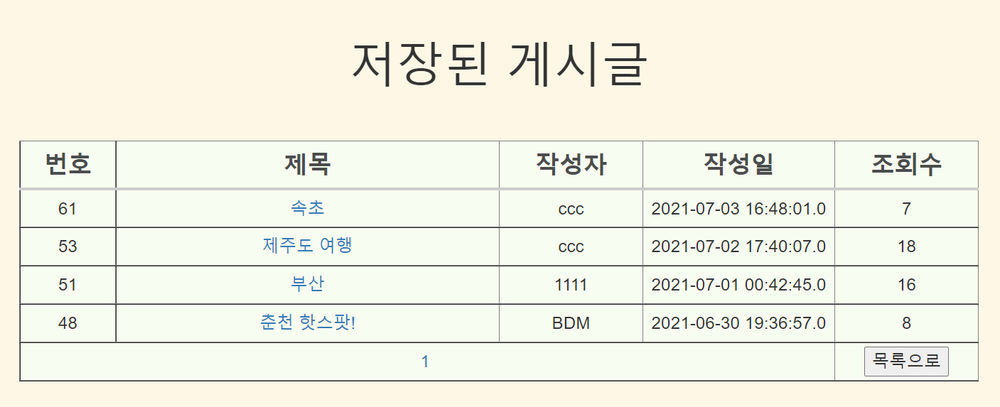 저장된 게시글
번호 제목 작성자 작성일 조회수
61 속초 ccc 2021-07-03 16:48:01.0 7
53 제주도 여행 ccc 2021-07-02 17:40:07.0 18
51 부산 1111 2021-07-01 00:42:45.0 16
48 춘천 핫스팟! BDM 2021-06-30 19:36:57.0 8
1 목록으로